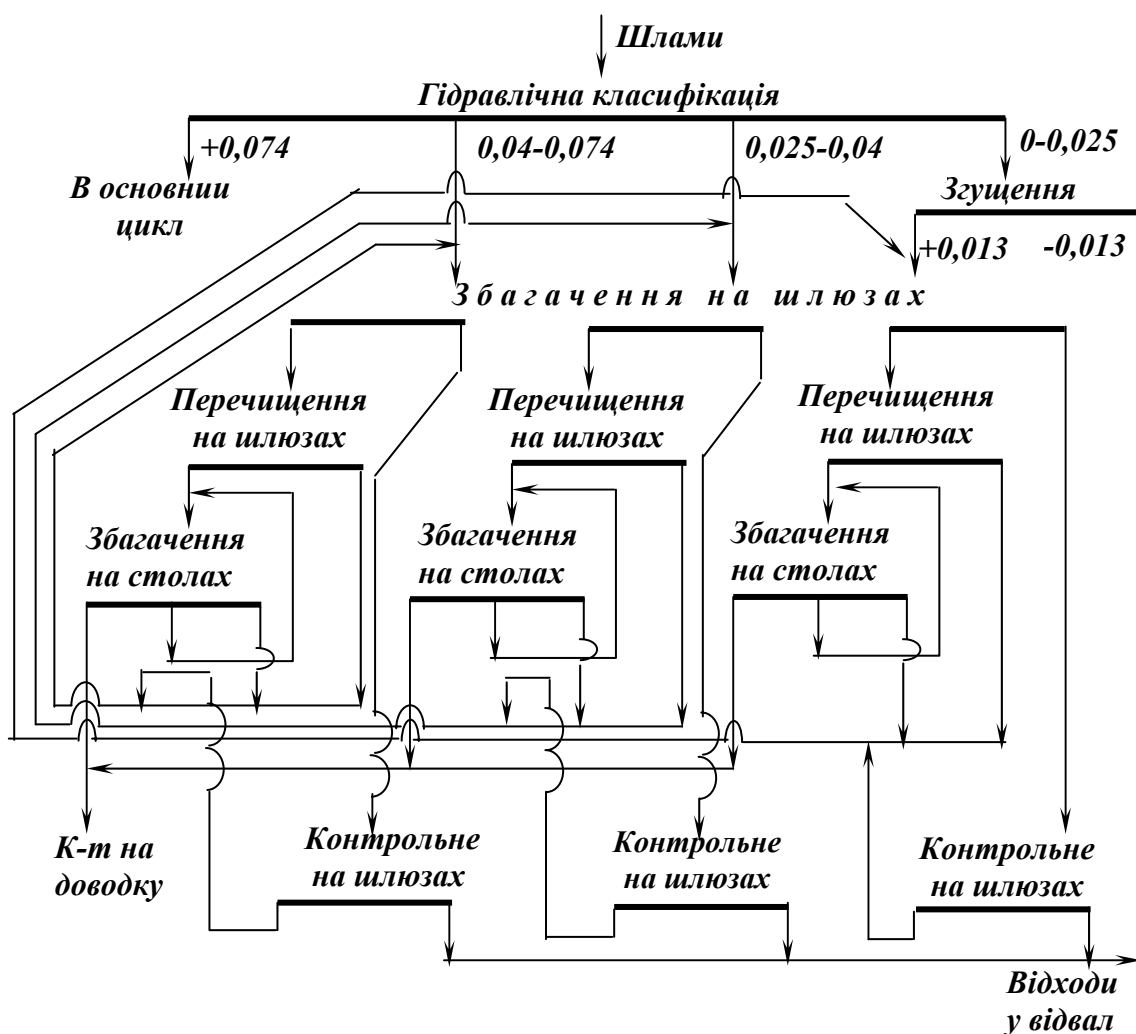 Шлами
Гідравлічна класифікація
+0,074
0,04-0,074
0,025-0,04
0-0,025
В основнии
цикл
Згущення
+0,013
-0,013
Збагачення на шлюзах
Перечищення
на шлюзах
Перечищення
на шлюзах
Перечищення
на шлюзах
Збагачення
на столах
Збагачення
на столах
Збагачення
на столах
К-т на
доводку
Контрольне
на шлюзах
Контрольне
на шлюзах
Контрольне
на шлюзах
Відходи
у відвал